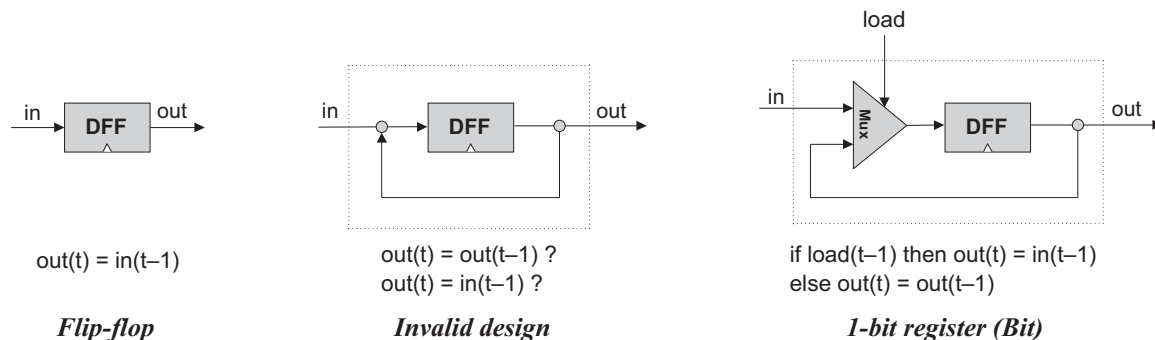 in
DFF
out
out(t) = in(t–1)
Flip-flop
in
DFF
out
out(t) = out(t–1) ?
out(t) = in(t–1) ?
Invalid design
load
in
Mux
DFF
out
if load(t–1) then out(t) = in(t–1)
else out(t) = out(t–1)
1-bit register (Bit)